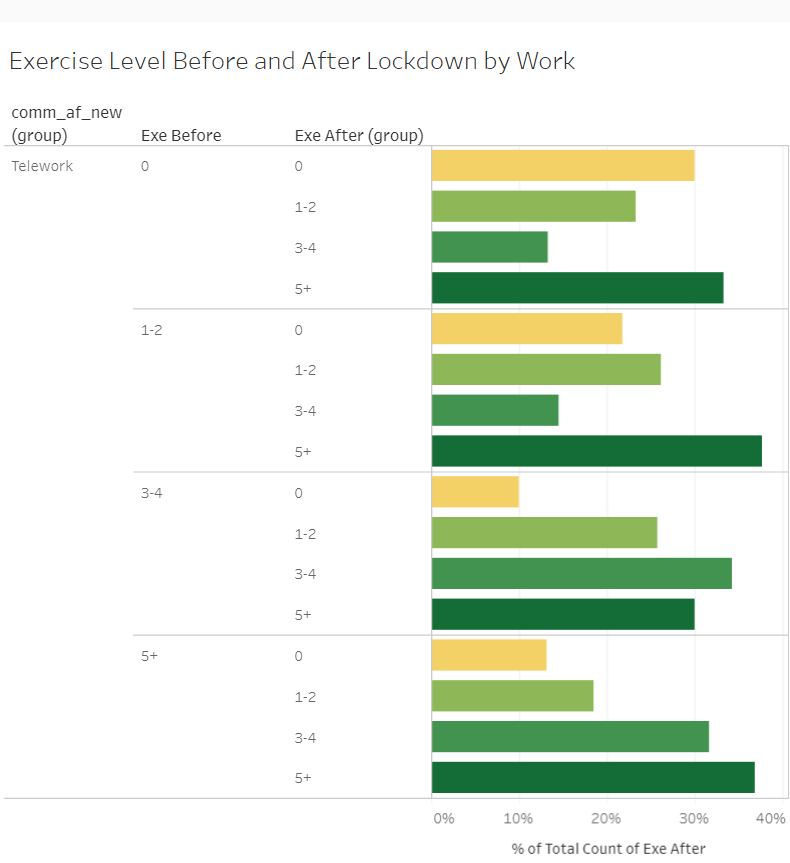 Exercise Level Before and After Lockdown by Work
comm_af_new
(group) Exe Before Exe After (group)
Telework 0 0
1-2
3-4
5+
1-2 0
1-2
3-4
5+
3-4 0
1-2
3-4
5+
5+ 0
1-2
3-4
5+
0% 10% 20% 30% 40%
% of Total Count of Exe After